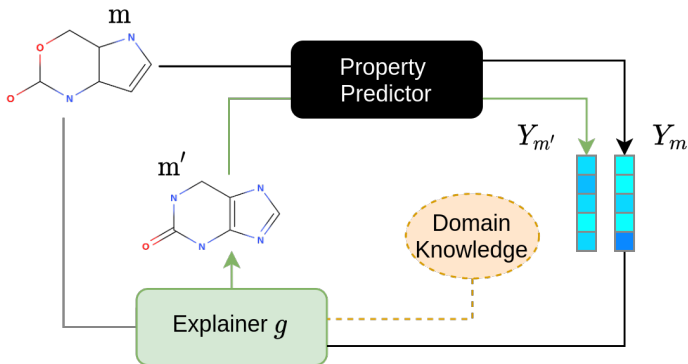 m
N
O
O
N
Property
Predictor
Y_{m'}
Y_m
m′
N
N
O
N
N
Domain
Knowledge
Explainer g